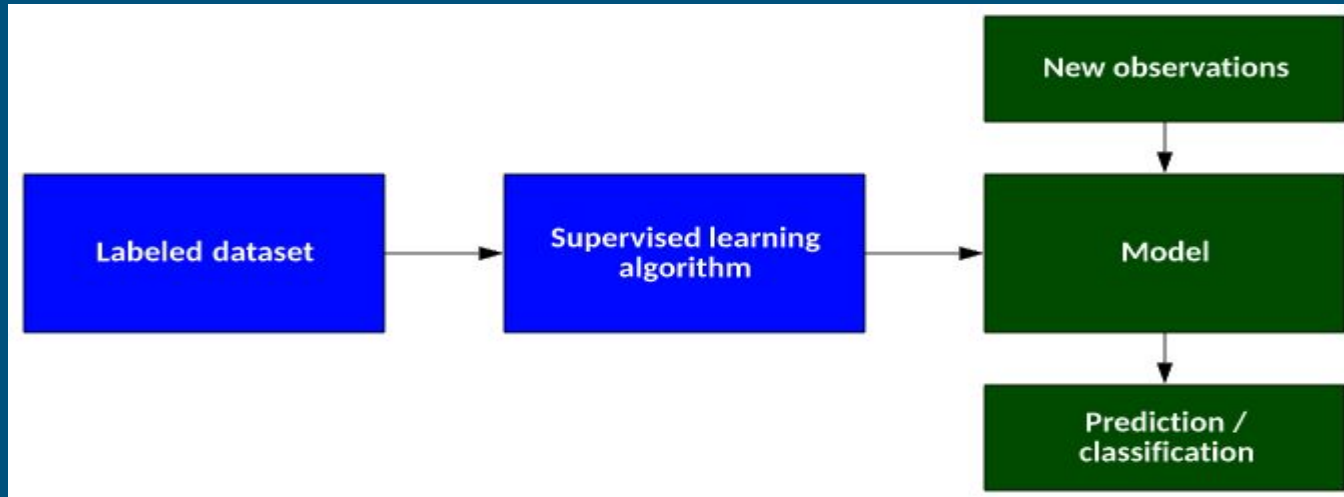 New observations
Labeled dataset
Supervised learning
algorithm
Model
Prediction /
classification